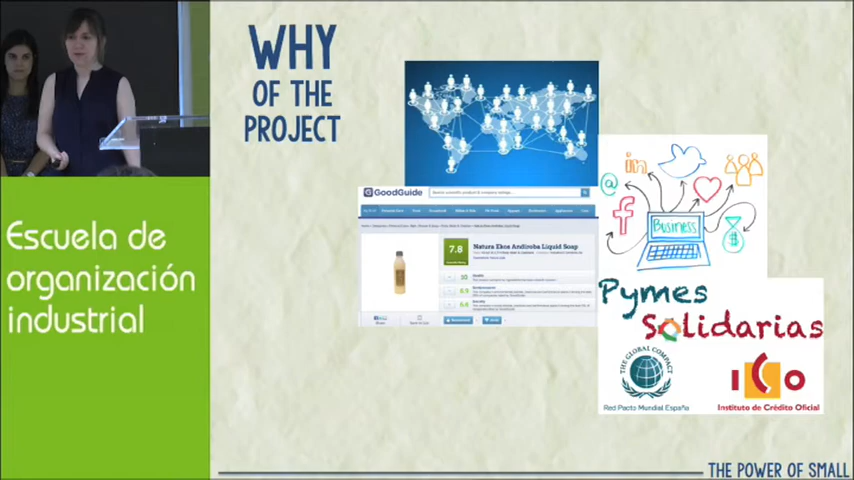 WHY
OF THE
PROJECT
Escuela de
organización
industrial
GoodGuide
7.8
Natura Ekos Andiroba Liquid Soap
10
Business
Pymes
Solidarias
THE GLOBAL COMPACT
Red Pacto Mundial España
ICO
Instituto de Crédito Oficial
THE POWER OF SMALL